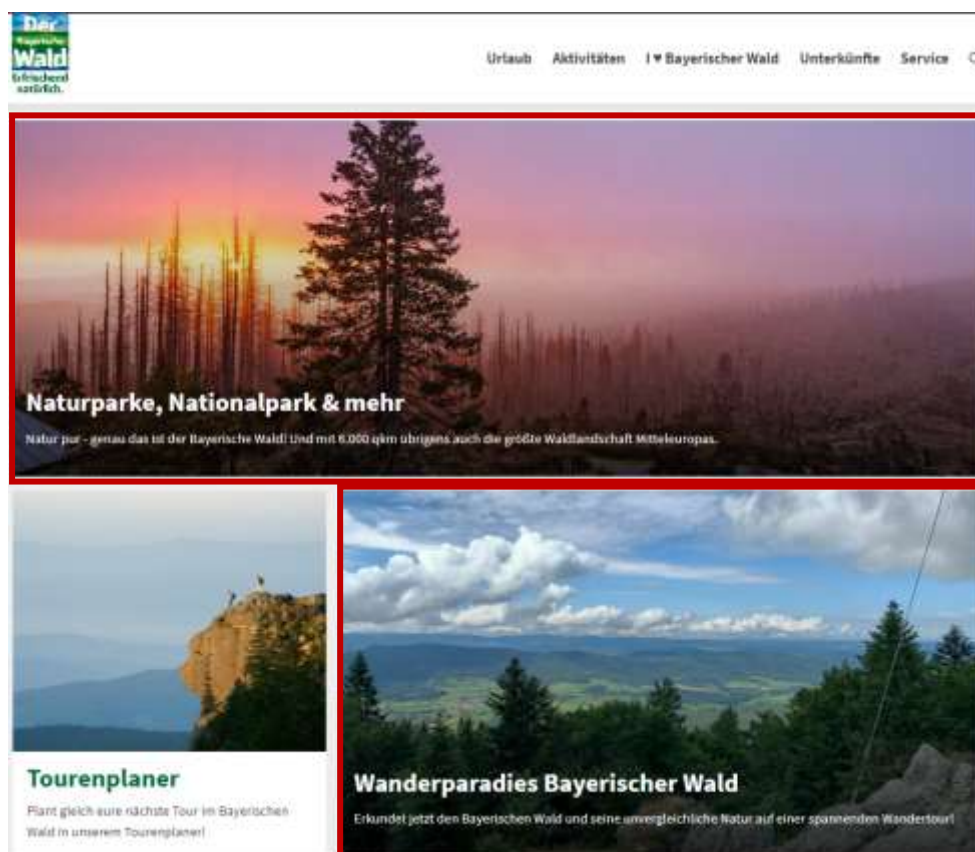 Der
Bayerische
Wald
Erfrischend
natürlich.
Urlaub Aktivitäten I ♥ Bayerischer Wald Unterkünfte Service
Naturparke, Nationalpark & mehr
Natur pur - genau das ist der Bayerische Wald! Und mit 6.000 qkm übrigens auch die größte Waldlandschaft Mitteleuropas.
Tourenplaner
Plant gleich eure nächste Tour im Bayerischen
Wald in unserem Tourenplaner!
Wanderparadies Bayerischer Wald
Erkundet jetzt den Bayerischen Wald und seine unvergleichliche Natur auf einer spannenden Wandertour!